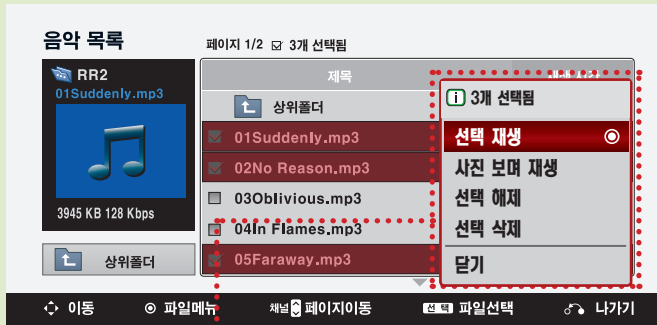 음악 목록
페이지 1/2 ☑ 3개 선택됨
RR2
01Suddenly.mp3
3945 KB 128 Kbps
상위폴더
제목
상위폴더
01Suddenly.mp3
02No Reason.mp3
03Oblivious.mp3
04In Flames.mp3
05Faraway.mp3
i 3개 선택됨
선택 재생
사진 보며 재생
선택 해제
선택 삭제
닫기
이동 ⊙ 파일메뉴 채널 페이지이동 선택 파일선택 나가기